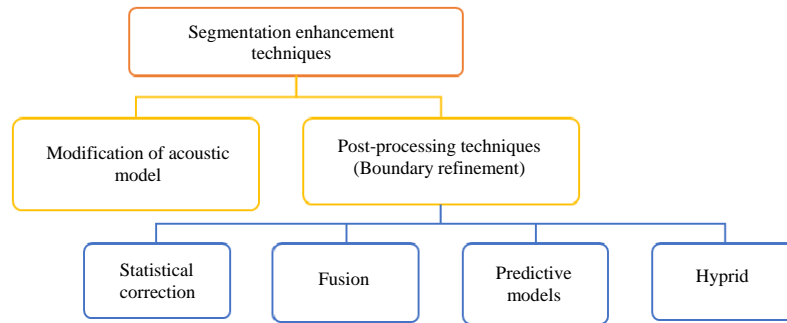 Segmentation enhancement
techniques
Modification of acoustic
model
Post-processing techniques
(Boundary refinement)
Statistical
correction
Fusion
Predictive
models
Hyprid